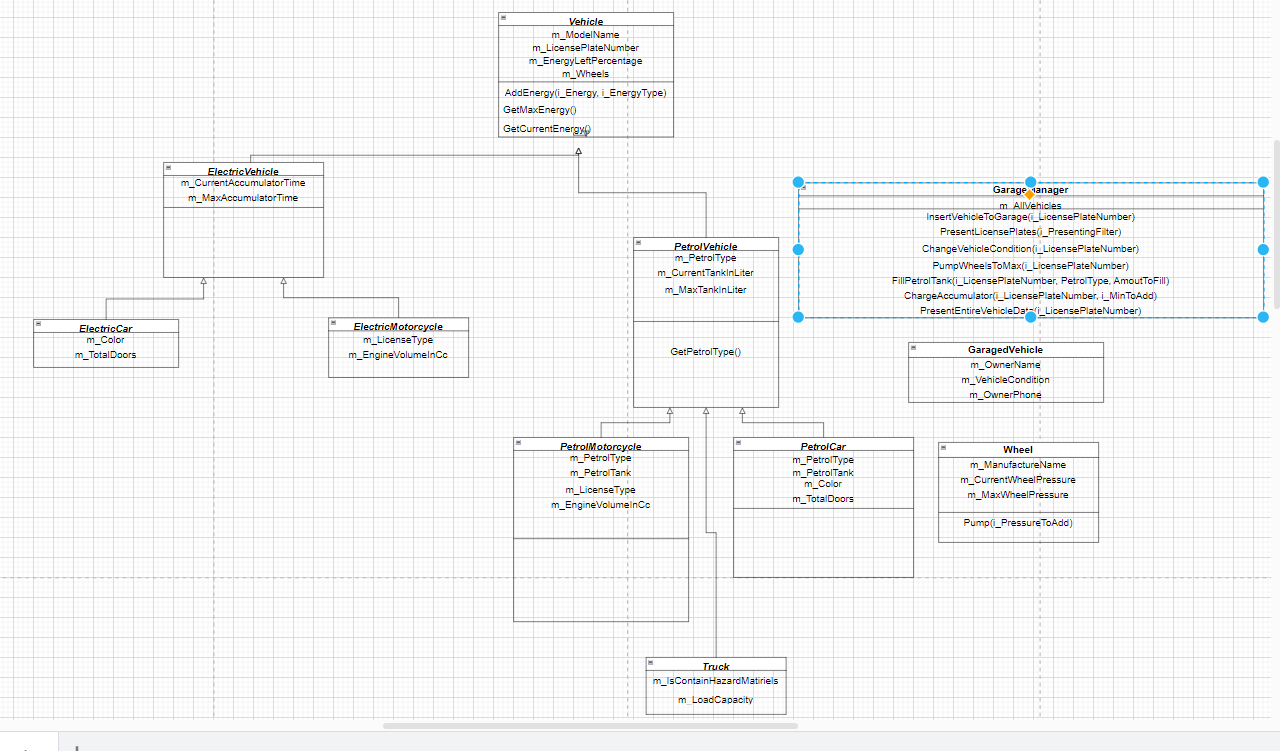 Vehicle
m_ModelName
m_LicensePlateNumber
m_EnergyLeftPercentage
m_Wheels
AddEnergy(i_Energy, i_EnergyType)
GetMaxEnergy()
GetCurrentEnergy()
ElectricVehicle
m_CurrentAccumulatorTime
m_MaxAccumulatorTime
ElectricCar
m_Color
m_TotalDoors
ElectricMotorcycle
m_LicenseType
m_EngineVolumeInCc
PetrolVehicle
m_PetrolType
m_CurrentTankInLiter
m_MaxTankInLiter
GetPetrolType()
PetrolMotorcycle
m_PetrolType
m_PetrolTank
m_LicenseType
m_EngineVolumeInCc
PetrolCar
m_PetrolType
m_PetrolTank
m_Color
m_TotalDoors
Truck
m_IsContainHazardMatiriels
m_LoadCapacity
GarageManager
m_AllVehicles
InsertVehicleToGarage(i_LicensePlateNumber)
PresentLicensePlates(i_PresentingFilter)
ChangeVehicleCondition(i_LicensePlateNumber)
PumpWheelsToMax(i_LicensePlateNumber)
FillPetrolTank(i_LicensePlateNumber, PetrolType, AmoutToFill)
ChargeAccumulator(i_LicensePlateNumber, i_MinToAdd)
PresentEntireVehicleData(i_LicensePlateNumber)
GaragedVehicle
m_OwnerName
m_VehicleCondition
m_OwnerPhone
Wheel
m_ManufactureName
m_CurrentWheelPressure
m_MaxWheelPressure
Pump(i_PressureToAdd)